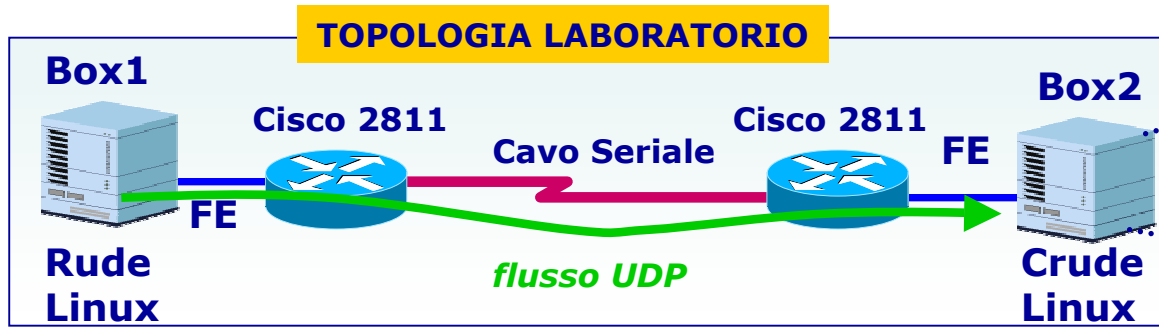 TOPOLOGIA LABORATORIO
Box1
Box2
Cisco 2811
Cisco 2811
Cavo Seriale
FE
FE
Rude
Linux
flusso UDP
Crude
Linux